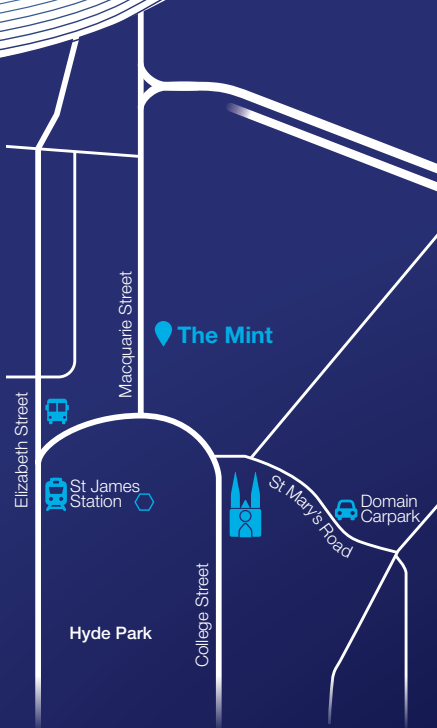 Macquarie Street
The Mint
Elizabeth Street
St James
Station
St Mary's Road
Domain
Carpark
College Street
Hyde Park